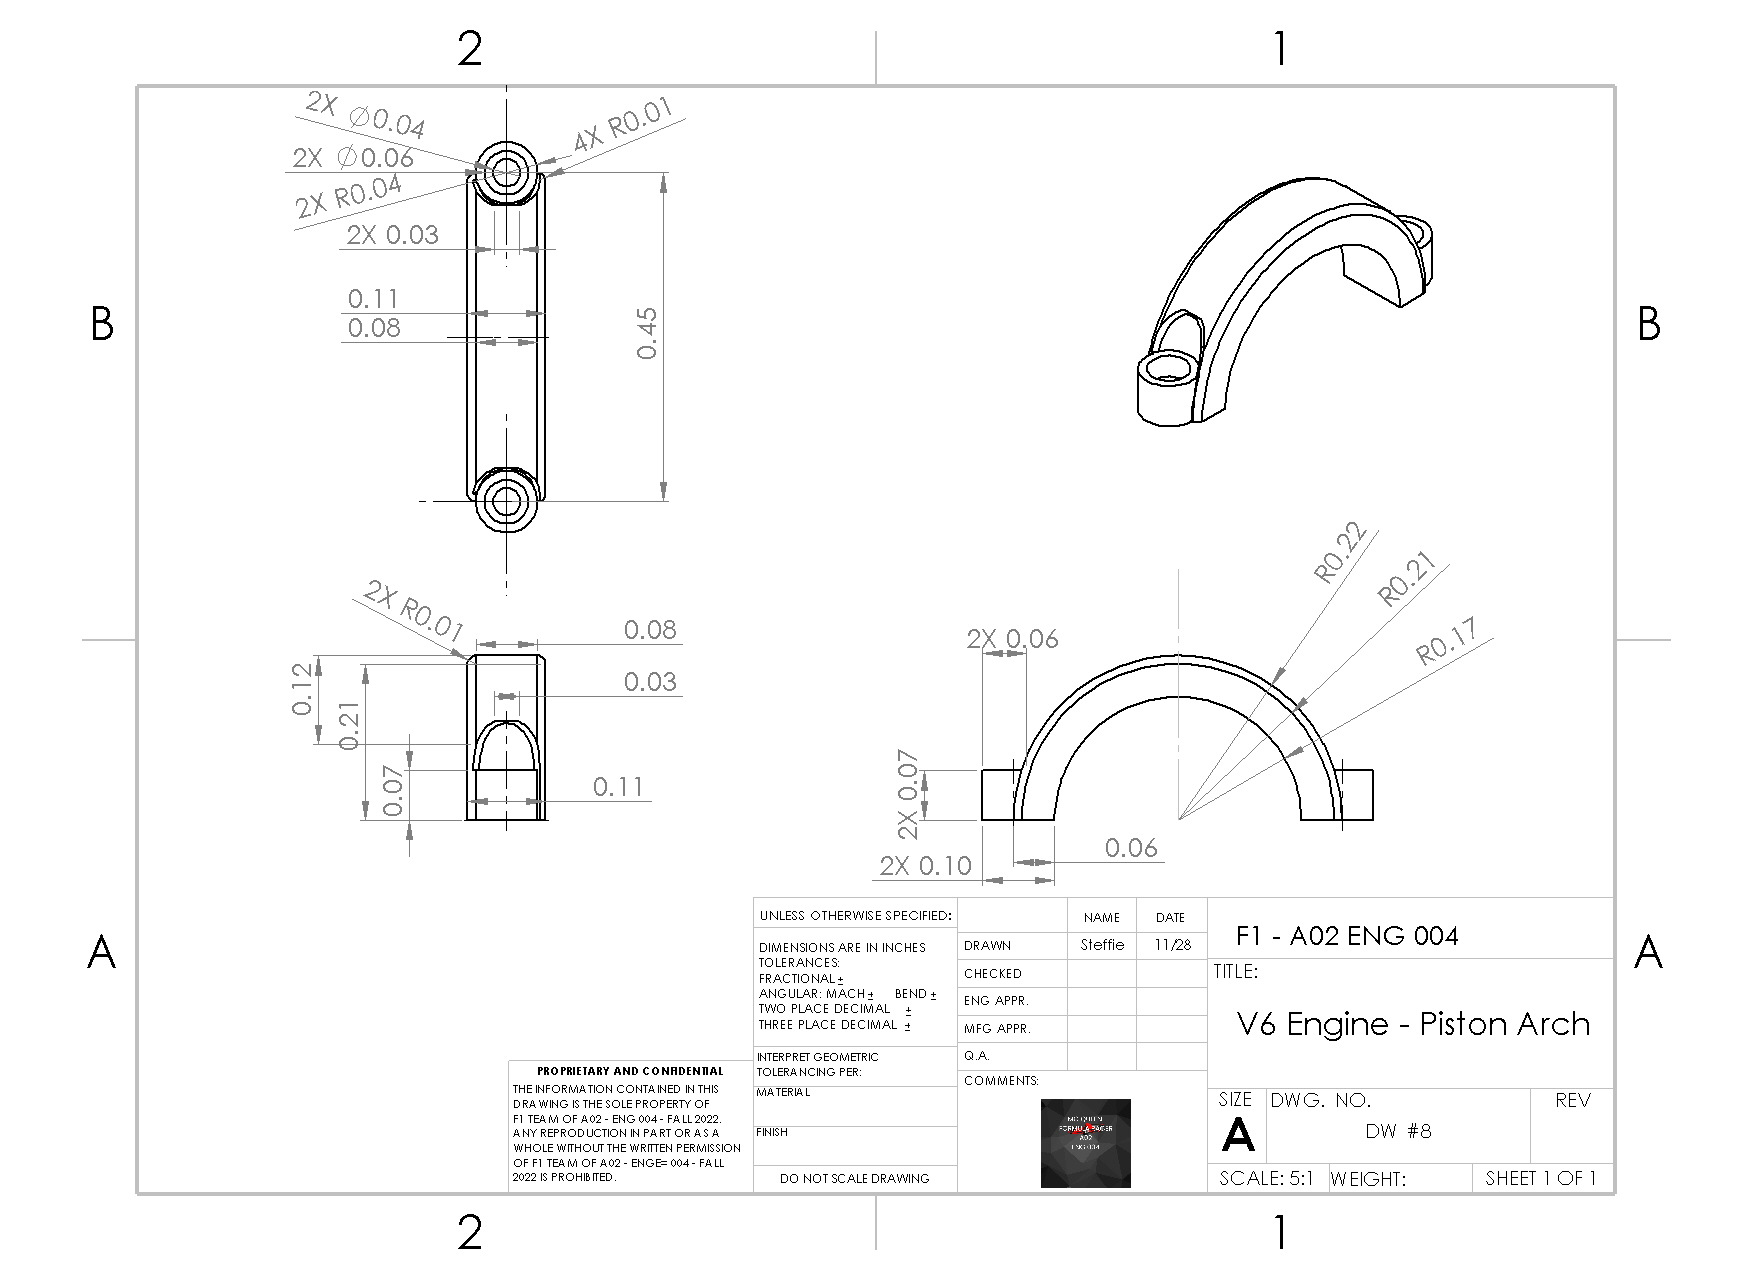 2
1
B
B
A
A
2
1
2X Ø0.04
2X Ø0.06
2X R0.04
4X R0.01
2X 0.03
0.11
0.08
0.45
2X R0.01
0.08
0.03
0.12
0.21
0.07
0.11
R0.22
R0.21
R0.17
2X 0.06
2X 0.07
0.06
2X 0.10
UNLESS OTHERWISE SPECIFIED:
DIMENSIONS ARE IN INCHES
TOLERANCES:
FRACTIONAL ±
ANGULAR: MACH ± BEND ±
TWO PLACE DECIMAL ±
THREE PLACE DECIMAL ±
INTERPRET GEOMETRIC
TOLERANCING PER:
MATERIAL
FINISH
DO NOT SCALE DRAWING
NAME DATE
DRAWN Steffie 11/28
CHECKED
ENG APPR.
MFG APPR.
Q.A.
COMMENTS:
FORMULA RACER
A02
ENG 004
F1 - A02 ENG 004
TITLE:
V6 Engine - Piston Arch
SIZE DWG. NO. REV
A DW #8
SCALE: 5:1 WEIGHT: SHEET 1 OF 1
PROPRIETARY AND CONFIDENTIAL
THE INFORMATION CONTAINED IN THIS
DRAWING IS THE SOLE PROPERTY OF
F1 TEAM OF A02 - ENG 004 - FALL 2022.
ANY REPRODUCTION IN PART OR AS A
WHOLE WITHOUT THE WRITTEN PERMISSION
OF F1 TEAM OF A02 - ENGE= 004 - FALL
2022 IS PROHIBITED.